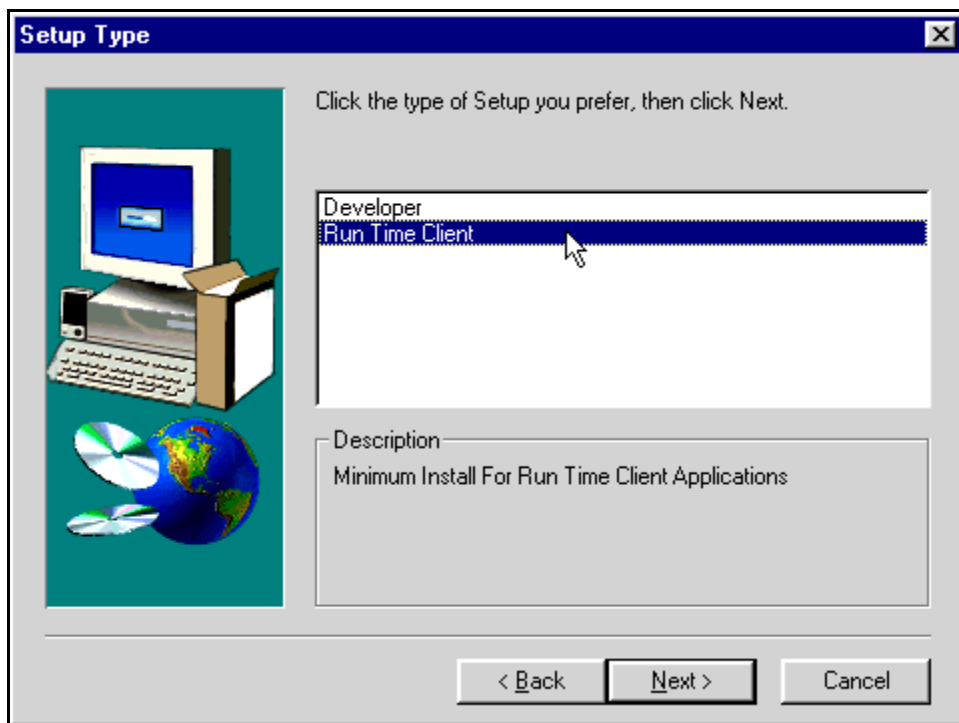 Setup Type
Click the type of Setup you prefer, then click Next.
Developer
Run Time Client
Description
Minimum Install For Run Time Client Applications
< Back
Next >
Cancel